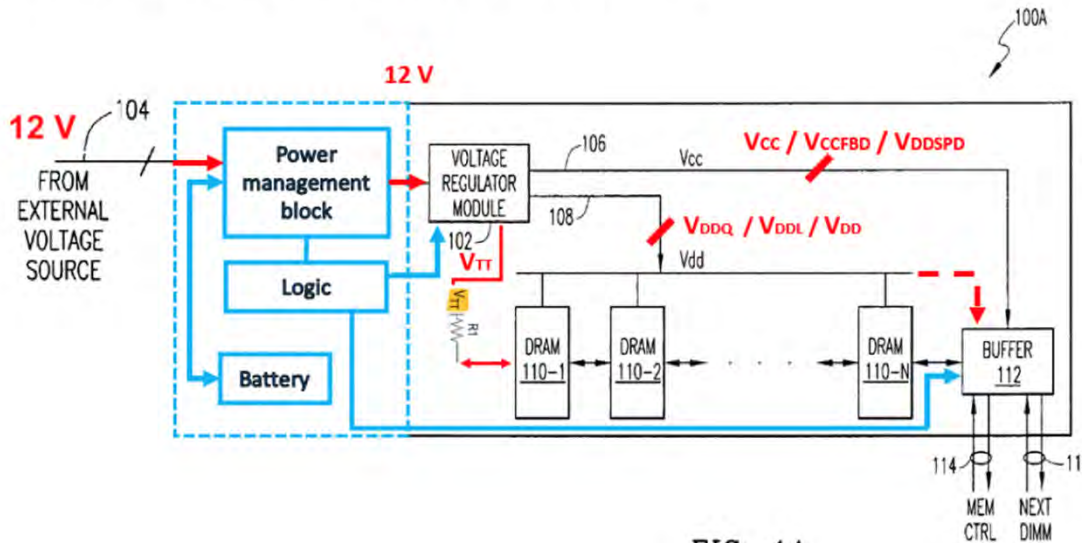 100A
12 V
12 V
104
FROM
EXTERNAL
VOLTAGE
SOURCE
Power
management
block
Logic
Battery
VOLTAGE
REGULATOR
MODULE
102
106
Vcc
VCC / VCCFBD / VDDSPD
108
VDDQ / VDDL / VDD
Vdd
VTT
VTT
R1
DRAM
110-1
DRAM
110-2
. . . .
DRAM
110-N
BUFFER
112
114
11
MEM
CTRL
NEXT
DIMM